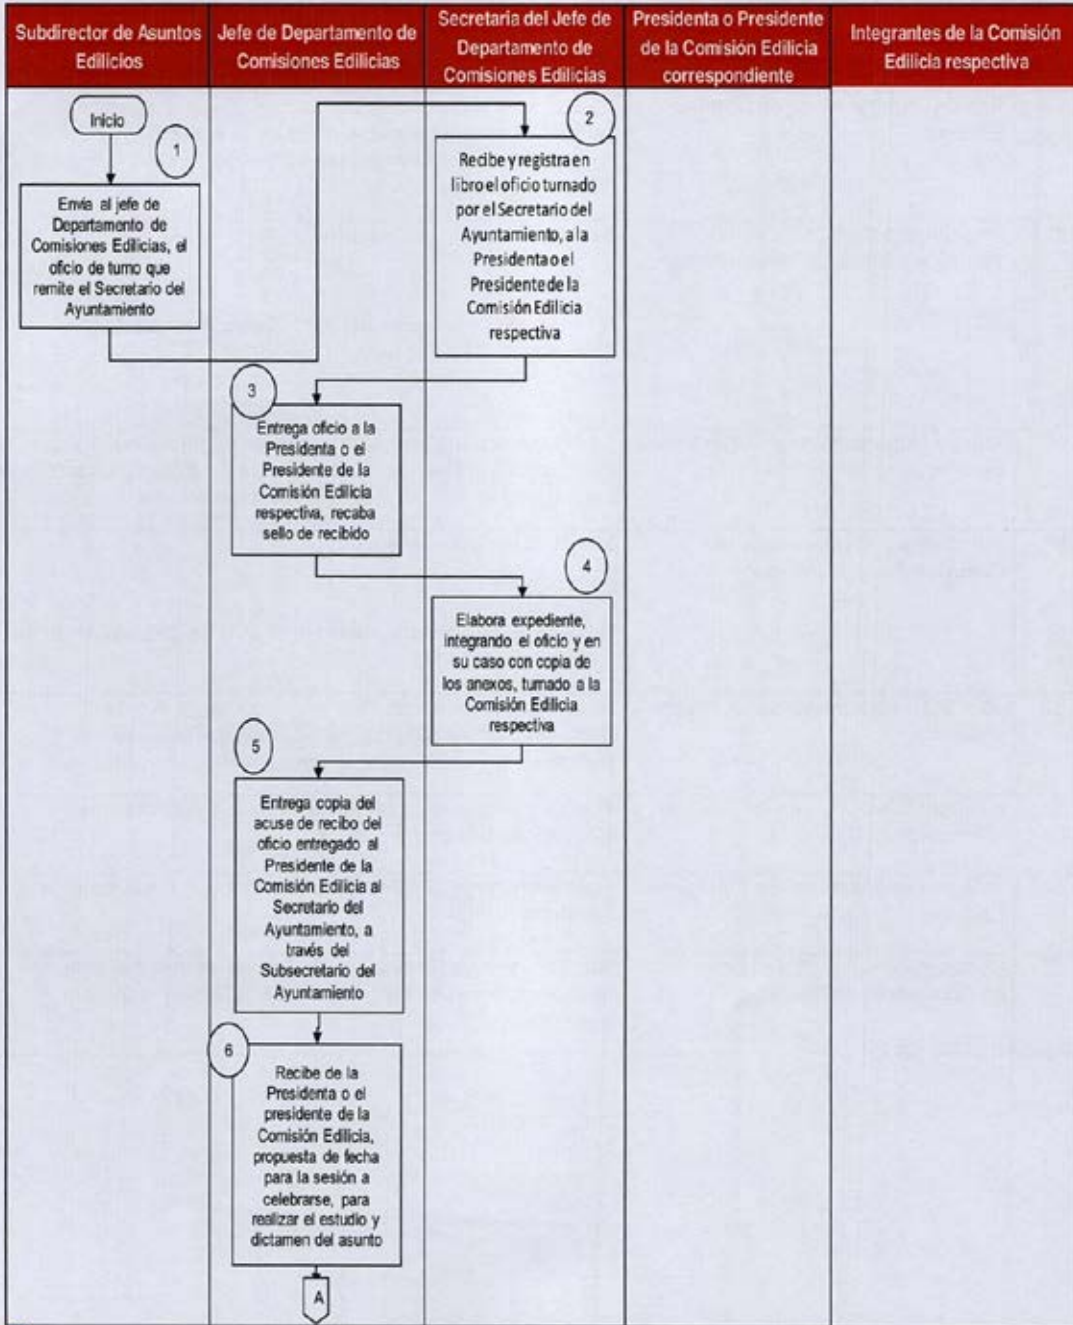 Subdirector de Asuntos
Edilicios
Jefe de Departamento de
Comisiones Edilicias
Secretaria del Jefe de
Departamento de
Comisiones Edilicias
Presidenta o Presidente
de la Comisión Edilicia
correspondiente
Integrantes de la Comisión
Edilicia respectiva
Inicio
1
Envía al jefe de
Departamento de
Comisiones Edilicias, el
oficio de turno que
remite el Secretario del
Ayuntamiento
2
Recibe y registra en
libro el oficio turnado
por el Secretario del
Ayuntamiento, a la
Presidenta o el
Presidente de la
Comisión Edilicia
respectiva
3
Entrega oficio a la
Presidenta o el
Presidente de la
Comisión Edilicia
respectiva, recaba
sello de recibido
4
Elabora expediente,
integrando el oficio y en
su caso con copia de
los anexos, turnado a la
Comisión Edilicia
respectiva
5
Entrega copia del
acuse de recibo del
oficio entregado al
Presidente de la
Comisión Edilicia al
Secretario del
Ayuntamiento, a
través del
Subsecretario del
Ayuntamiento
6
Recibe de la
Presidenta o el
presidente de la
Comisión Edilicia,
propuesta de fecha
para la sesión a
celebrarse, para
realizar el estudio y
dictamen del asunto
A